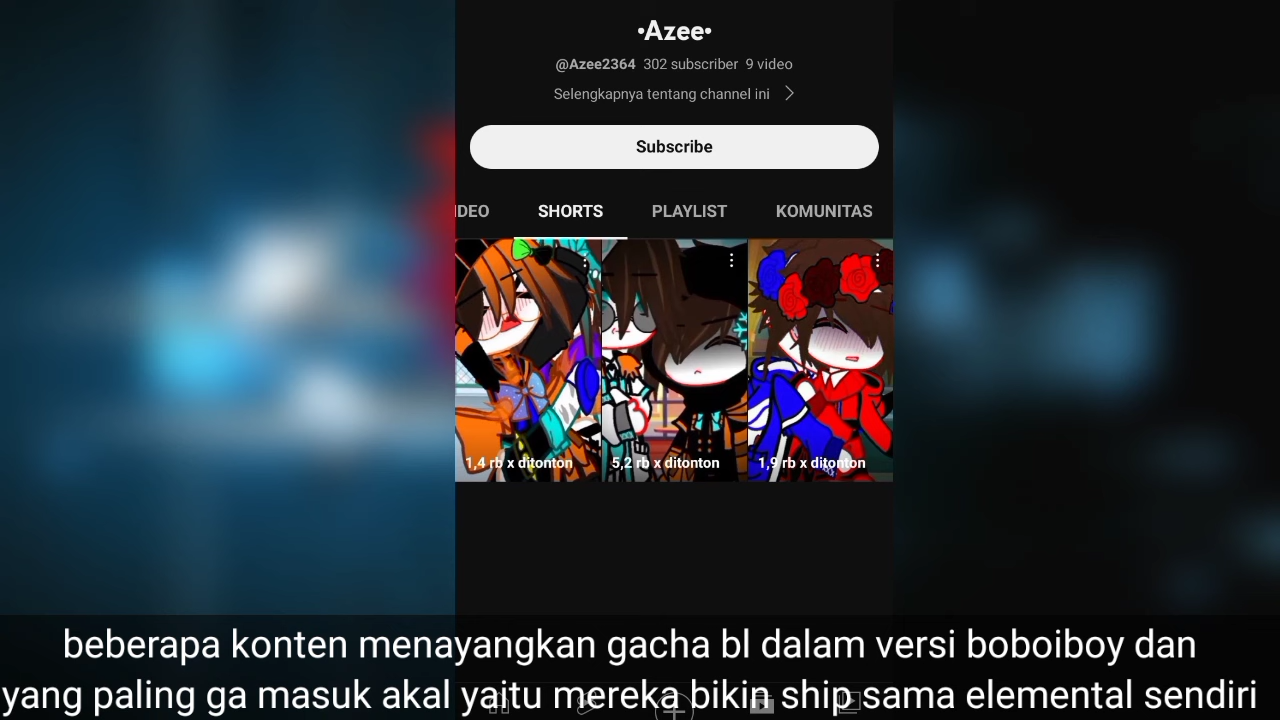 •Azee•
@Azee2364 302 subscriber 9 video
Selengkapnya tentang channel ini
Subscribe
IDEO SHORTS PLAYLIST KOMUNITAS
1,4 rb x ditonton 5,2 rb x ditonton 1,9 rb x ditonton
beberapa konten menayangkan gacha bl dalam versi boboiboy dan
yang paling ga masuk akal yaitu mereka bikin ship sama elemental sendiri